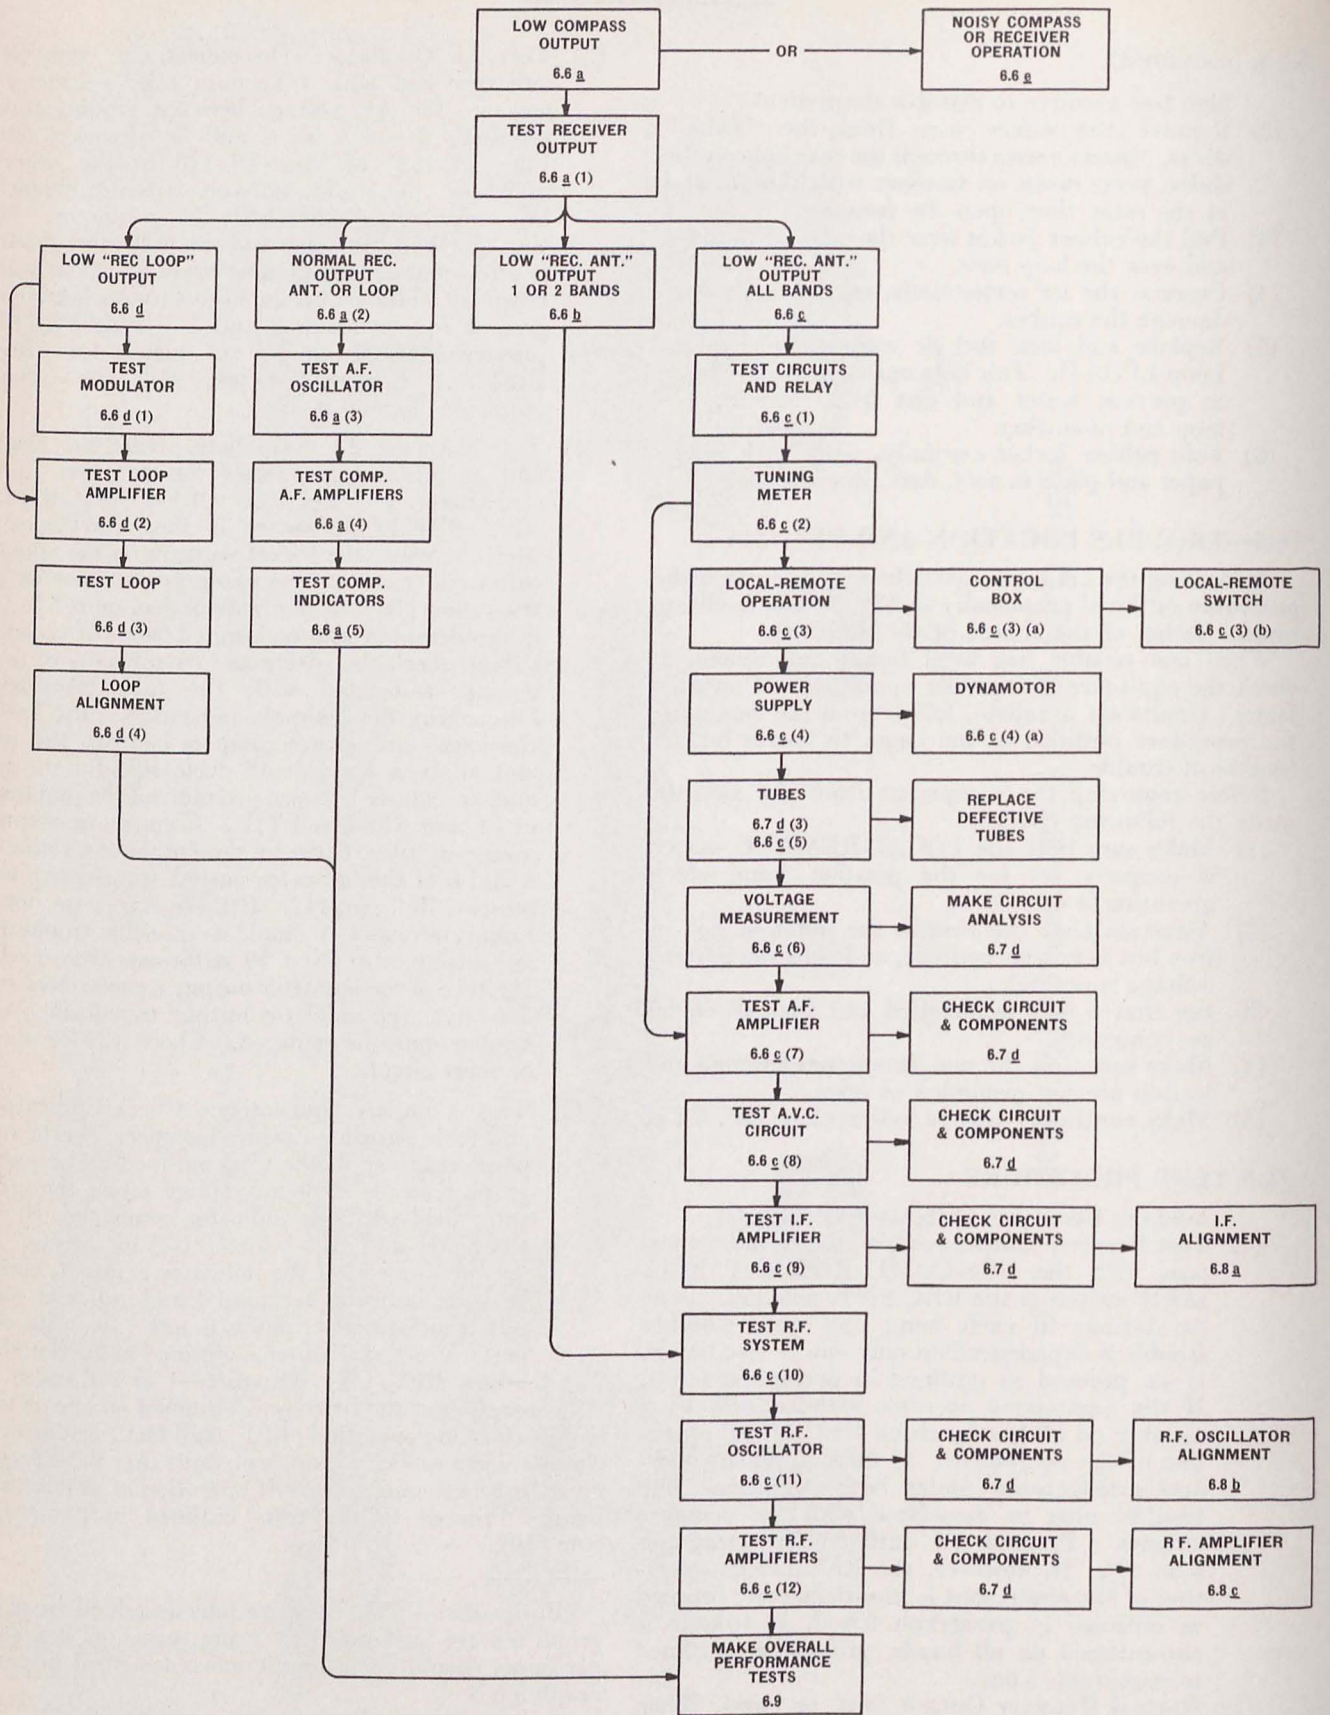 LOW COMPASS
OUTPUT
6.6 a
OR
NOISY COMPASS
OR RECEIVER
OPERATION
6.6 e
TEST RECEIVER
OUTPUT
6.6 a (1)
LOW “REC LOOP”
OUTPUT
6.6 d
NORMAL REC.
OUTPUT
ANT. OR LOOP
6.6 a (2)
LOW “REC. ANT.”
OUTPUT
1 OR 2 BANDS
6.6 b
LOW “REC. ANT.”
OUTPUT
ALL BANDS
6.6 c
TEST
MODULATOR
6.6 d (1)
TEST A.F.
OSCILLATOR
6.6 a (3)
TEST CIRCUITS
AND RELAY
6.6 c (1)
TEST LOOP
AMPLIFIER
6.6 d (2)
TEST COMP.
A.F. AMPLIFIERS
6.6 a (4)
TUNING
METER
6.6 c (2)
TEST LOOP
6.6 d (3)
TEST COMP.
INDICATORS
6.6 a (5)
LOCAL-REMOTE
OPERATION
6.6 c (3)
CONTROL
BOX
6.6 c (3) (a)
LOCAL-REMOTE
SWITCH
6.6 c (3) (b)
LOOP
ALIGNMENT
6.6 d (4)
POWER
SUPPLY
6.6 c (4)
DYNAMOTOR
6.6 c (4) (a)
TUBES
6.7 d (3)
6.6 c (5)
REPLACE
DEFECTIVE
TUBES
VOLTAGE
MEASUREMENT
6.6 c (6)
MAKE CIRCUIT
ANALYSIS
6.7 d
TEST A.F.
AMPLIFIER
6.6 c (7)
CHECK CIRCUIT
& COMPONENTS
6.7 d
TEST A.V.C.
CIRCUIT
6.6 c (8)
CHECK CIRCUIT
& COMPONENTS
6.7 d
TEST I.F.
AMPLIFIER
6.6 c (9)
CHECK CIRCUIT
& COMPONENTS
6.7 d
I.F.
ALIGNMENT
6.8 a
TEST R.F.
SYSTEM
6.6 c (10)
TEST R.F.
OSCILLATOR
6.6 c (11)
CHECK CIRCUIT
& COMPONENTS
6.7 d
R.F. OSCILLATOR
ALIGNMENT
6.8 b
TEST R.F.
AMPLIFIERS
6.6 c (12)
CHECK CIRCUIT
& COMPONENTS
6.7 d
R F. AMPLIFIER
ALIGNMENT
6.8 c
MAKE OVERALL
PERFORMANCE
TESTS
6.9